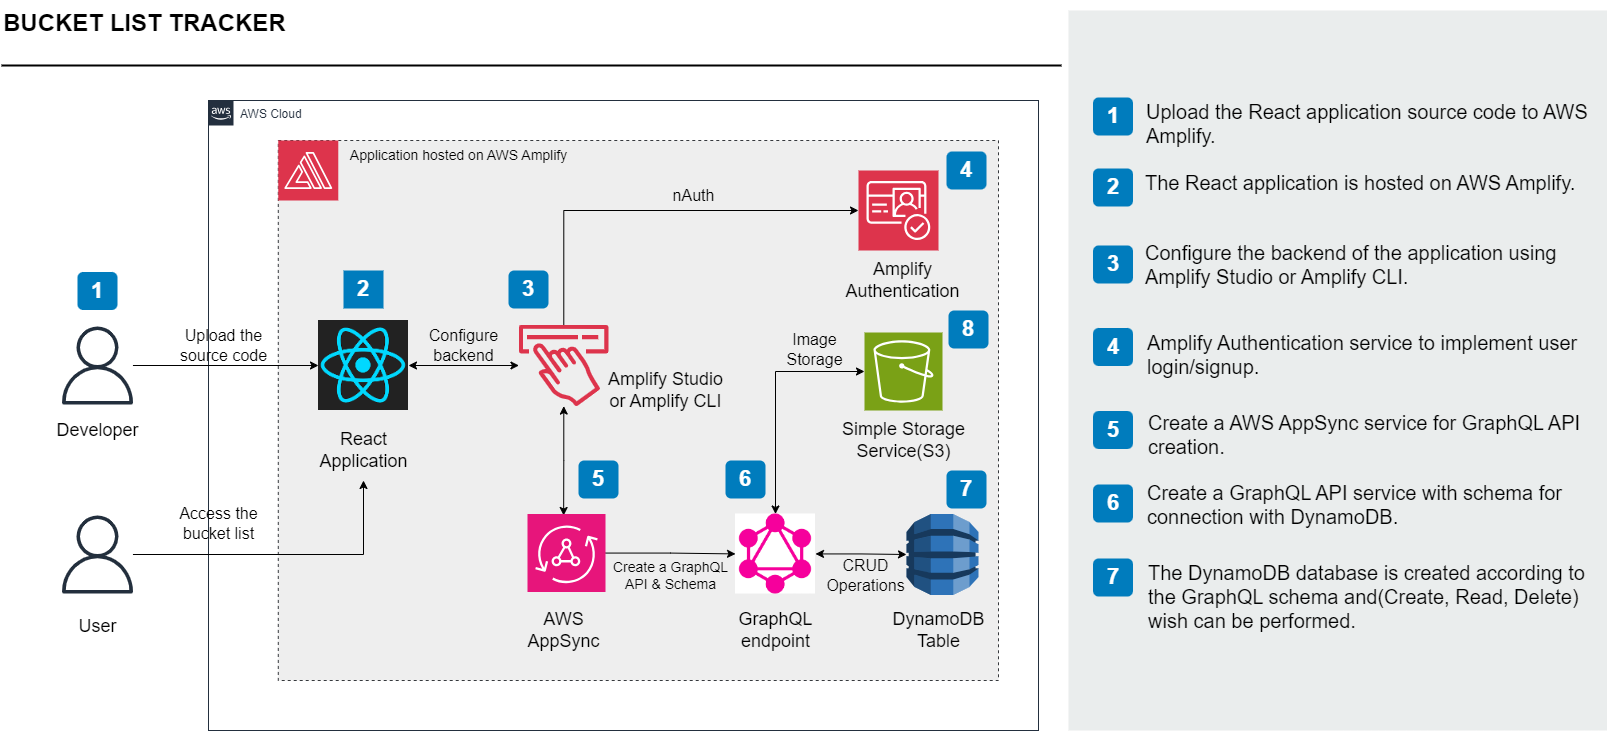 BUCKET LIST TRACKER
aws
AWS Cloud
Application hosted on AWS Amplify
nAuth
4
Amplify
Authentication
1
Developer
Upload the
source code
2
React
Application
Configure
backend
3
Amplify Studio
or Amplify CLI
Image
Storage
8
Simple Storage
Service(S3)
User
Access the
bucket list
5
AWS
AppSync
Create a GraphQL
API & Schema
6
GraphQL
endpoint
CRUD
Operations
7
DynamoDB
Table
1
Upload the React application source code to AWS
Amplify.
2
The React application is hosted on AWS Amplify.
3
Configure the backend of the application using
Amplify Studio or Amplify CLI.
4
Amplify Authentication service to implement user
login/signup.
5
Create a AWS AppSync service for GraphQL API
creation.
6
Create a GraphQL API service with schema for
connection with DynamoDB.
7
The DynamoDB database is created according to
the GraphQL schema and(Create, Read, Delete)
wish can be performed.